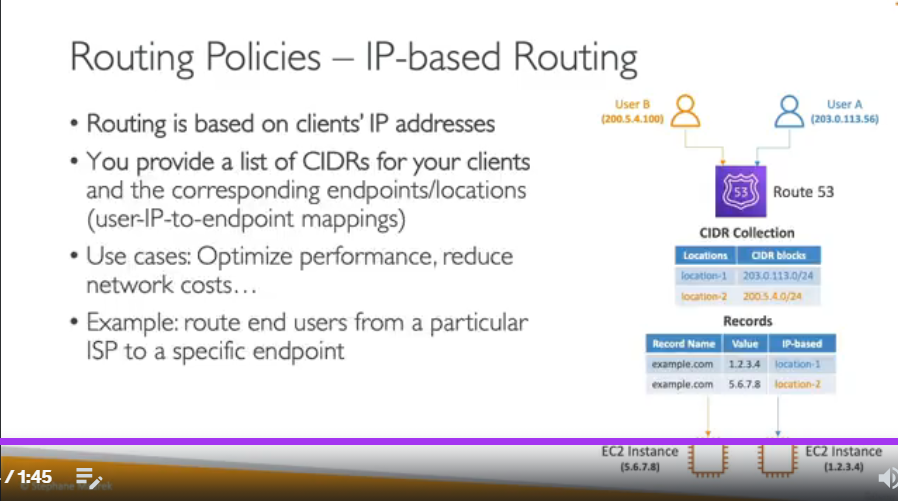 Routing Policies – IP-based Routing
• Routing is based on clients' IP addresses
• You provide a list of CIDRs for your clients
and the corresponding endpoints/locations
(user-IP-to-endpoint mappings)
• Use cases: Optimize performance, reduce
network costs…
• Example: route end users from a particular
ISP to a specific endpoint
User B
(200.5.4.100)
User A
(203.0.113.56)
53
Route 53
CIDR Collection
Locations CIDR blocks
location-1 203.0.113.0/24
location-2 200.5.4.0/24
Records
Record Name Value IP-based
example.com 1.2.3.4 location-1
example.com 5.6.7.8 location-2
EC2 Instance
(5.6.7.8)
EC2 Instance
(1.2.3.4)
/ 1:45